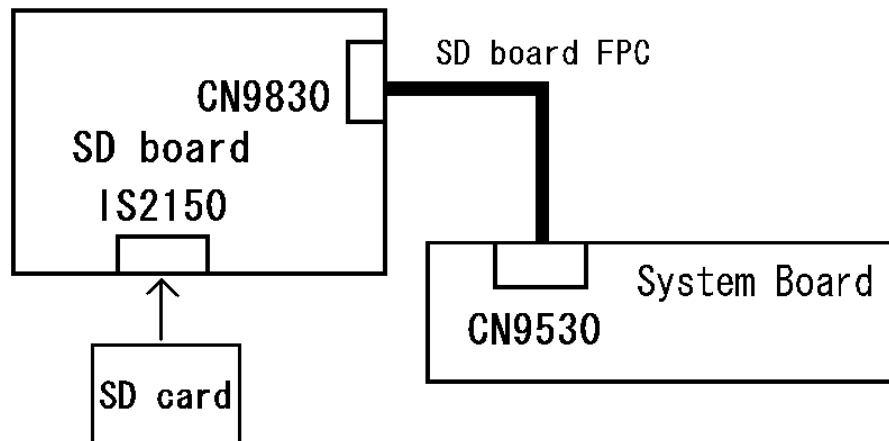 SD board FPC
CN9830
SD board
IS2150
System Board
CN9530
SD card